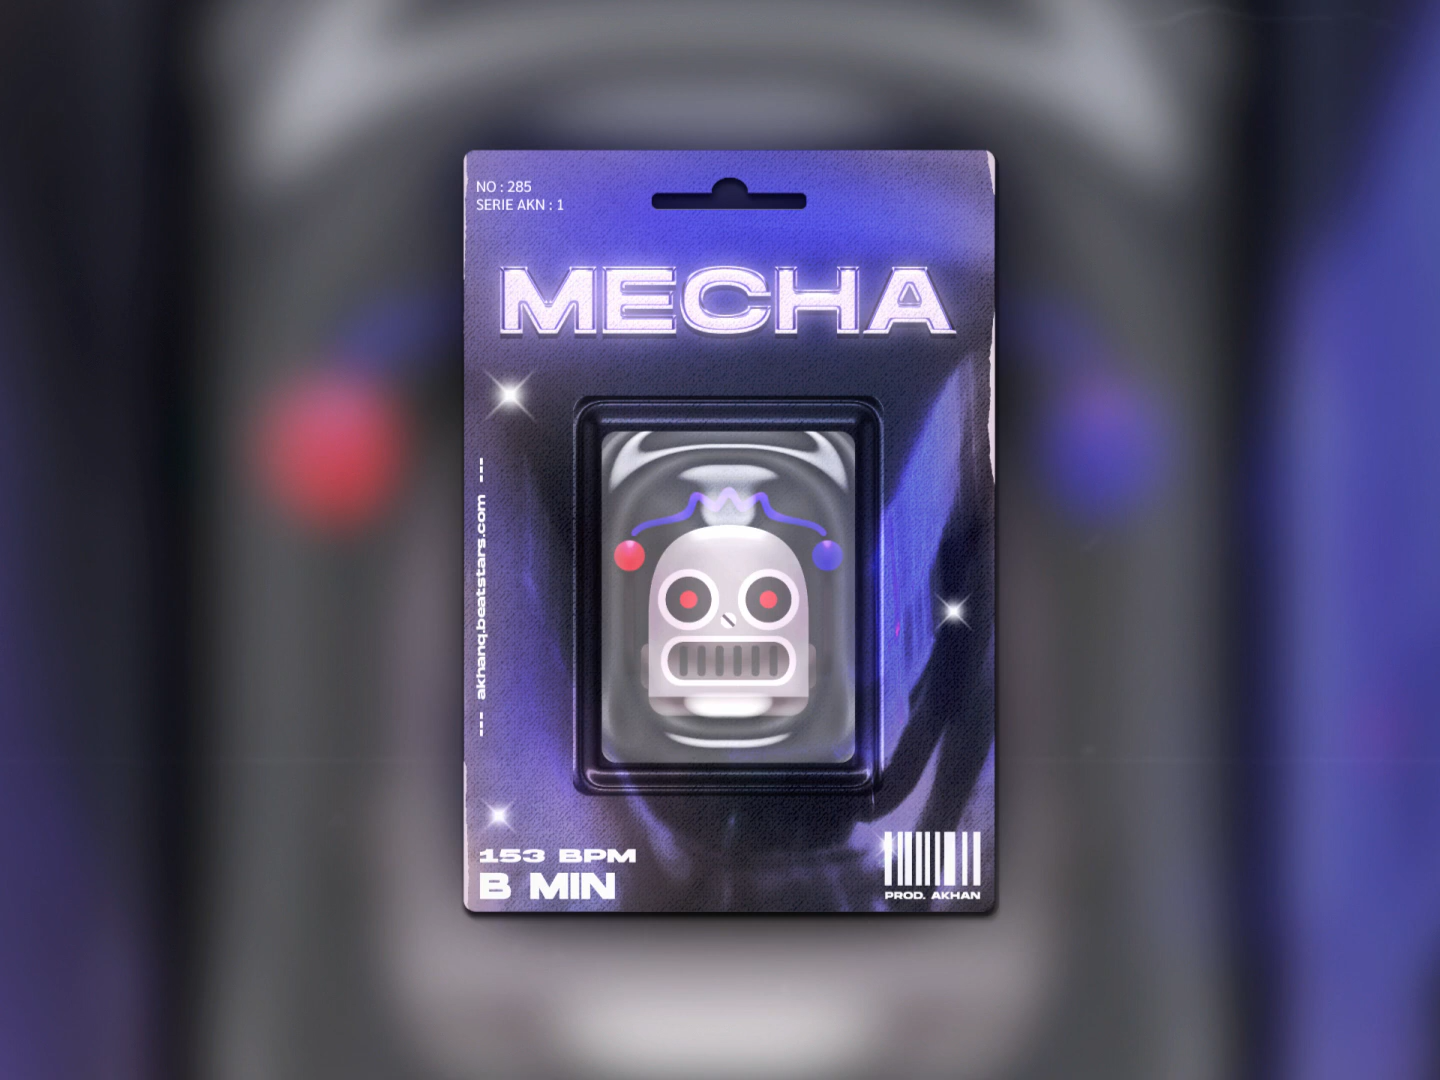 NO : 285
SERIE AKN : 1
MECHA
--- akhanq.beatstars.com ---
153 BPM
B MIN
PROD. AKHAN